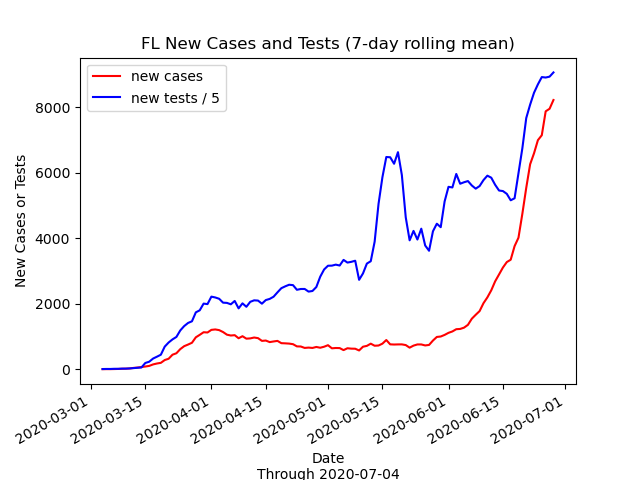 FL New Cases and Tests (7-day rolling mean)
new cases
new tests / 5
New Cases or Tests
8000
6000
4000
2000
0
2020-03-01
2020-03-15
2020-04-01
2020-04-15
2020-05-01
2020-05-15
2020-06-01
2020-06-15
2020-07-01
Date
Through 2020-07-04